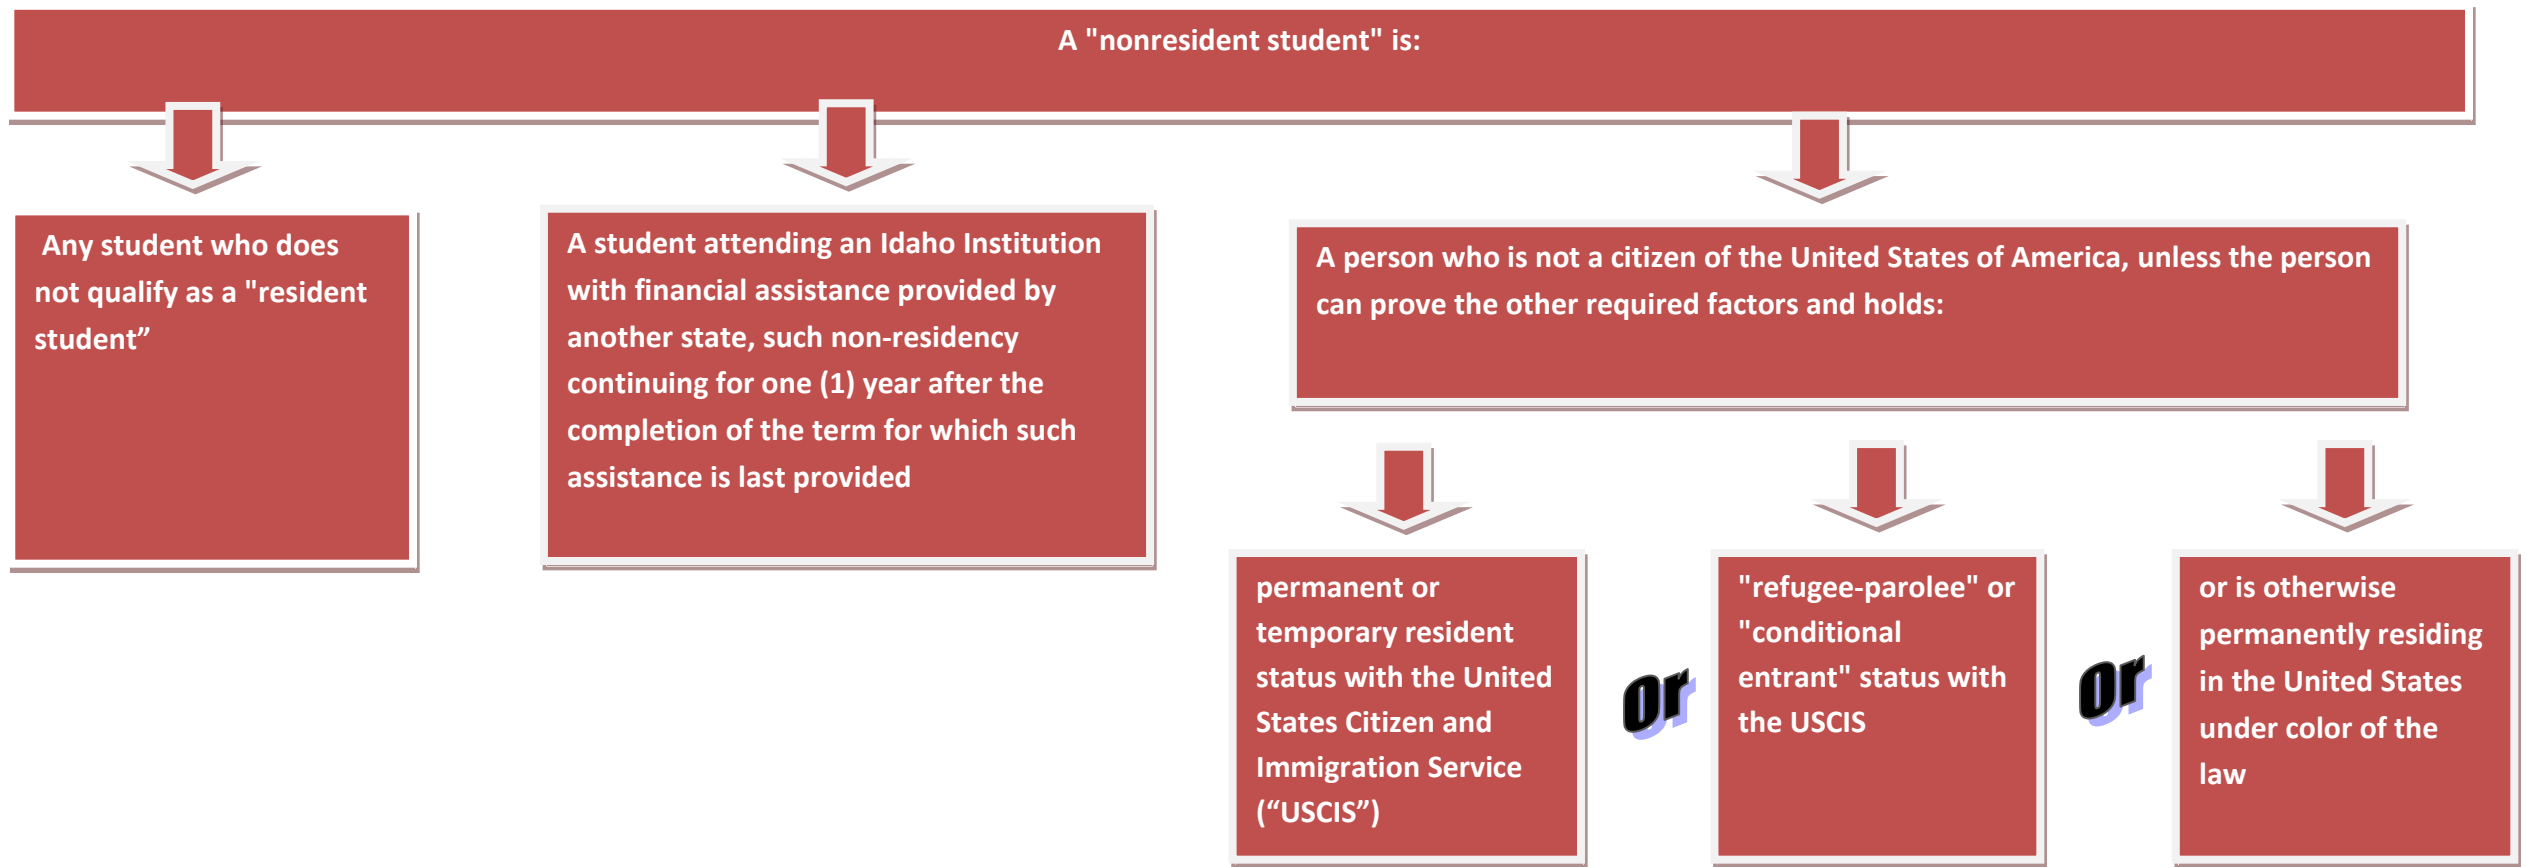 A "nonresident student" is:
Any student who does
not qualify as a "resident
student”
A student attending an Idaho Institution
with financial assistance provided by
another state, such non-residency
continuing for one (1) year after the
completion of the term for which such
assistance is last provided
A person who is not a citizen of the United States of America, unless the person
can prove the other required factors and holds:
permanent or
temporary resident
status with the United
States Citizen and
Immigration Service
(“USCIS”)
or
"refugee-parolee" or
"conditional
entrant" status with
the USCIS
or
or is otherwise
permanently residing
in the United States
under color of the
law